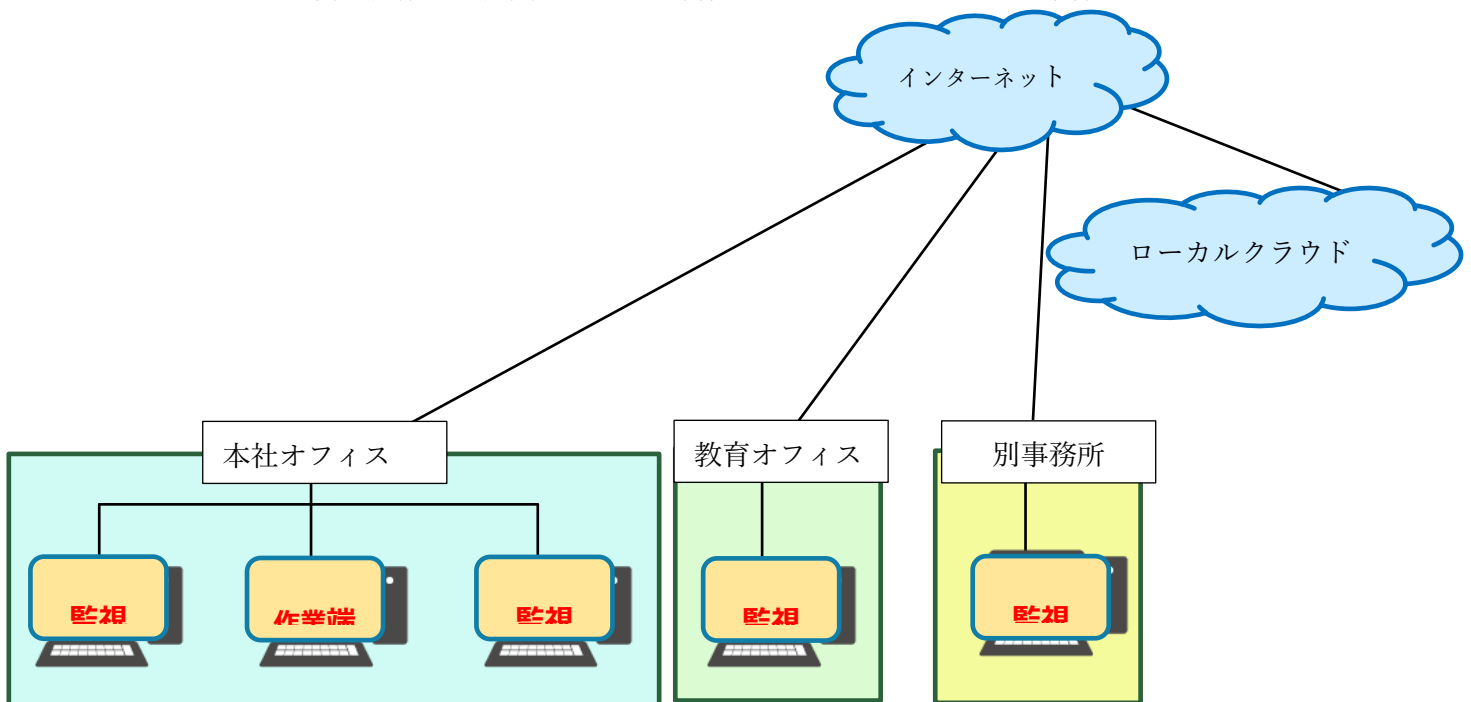 インターネット
ローカルクラウド
本社オフィス
教育オフィス
別事務所
監視
作業端
監視
監視
監視